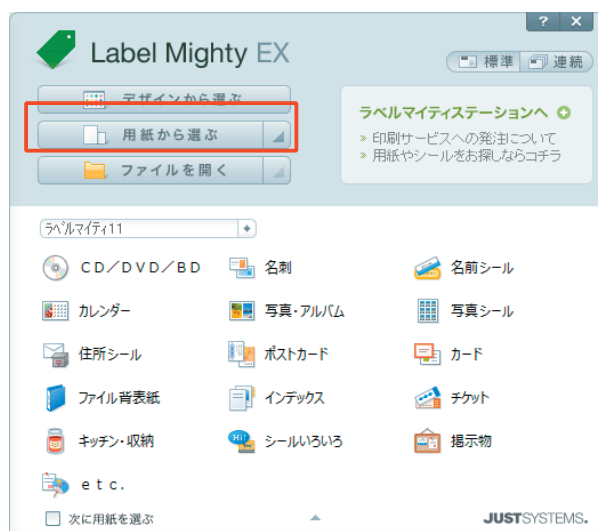 ? ×
Label Mighty EX
標準 連続
デザインから選ぶ
用紙から選ぶ
ファイルを開く
ラベルマイティステーションへ
» 印刷サービスへの発注について
» 用紙やシールをお探しならコチラ
ﾗﾍﾞﾙﾏｲﾃｨ11
CD/DVD/BD 名刺 名前シール
カレンダー 写真・アルバム 写真シール
住所シール ポストカード カード
ファイル背表紙 インデックス チケット
キッチン・収納 シールいろいろ 掲示物
etc.
次に用紙を選ぶ
JUSTSYSTEMS.